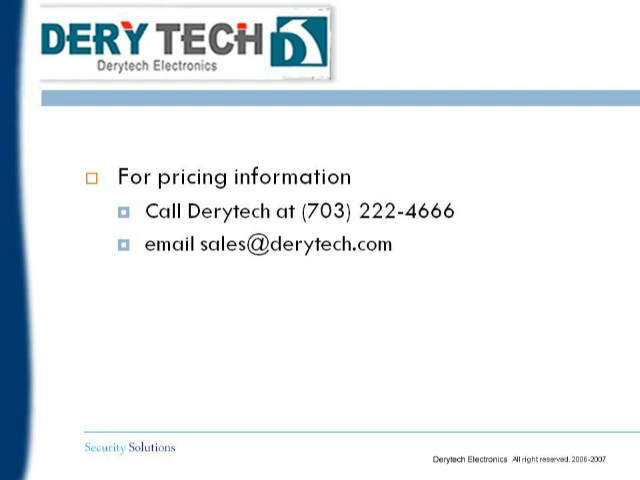 DERY TECH
Derytech Electronics
For pricing information
Call Derytech at (703) 222-4666
email sales@derytech.com
Security Solutions
Derytech Electronics All right reserved. 2006-2007